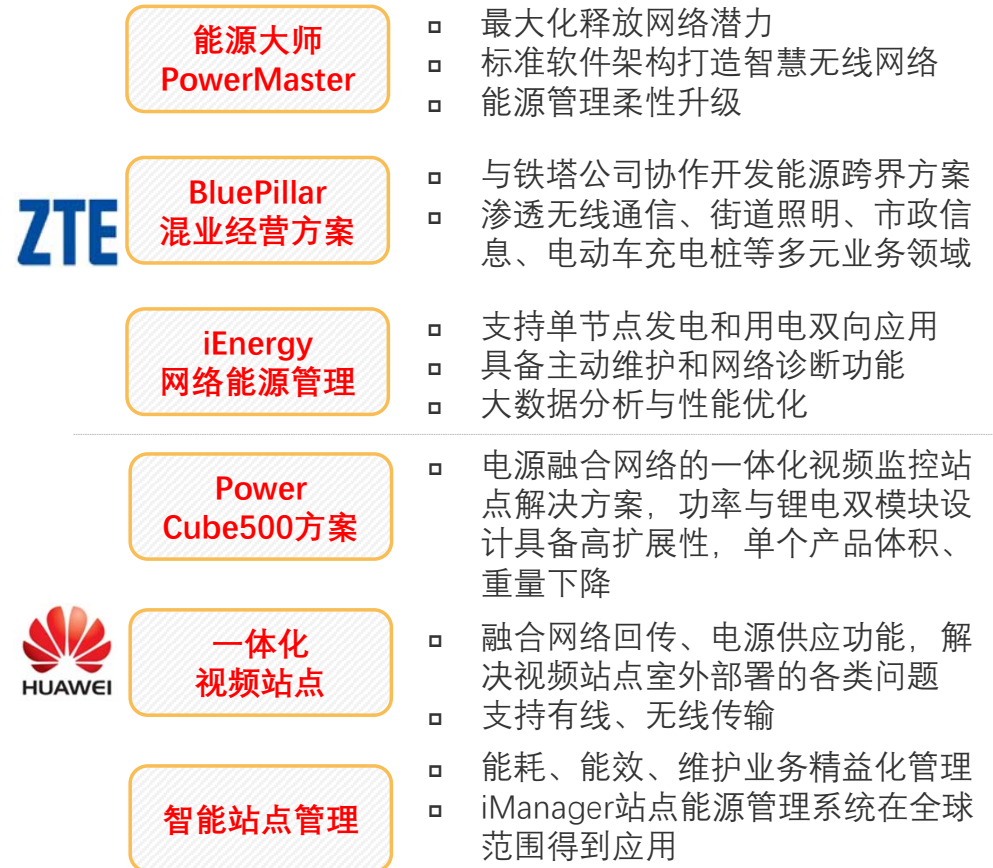 能源大师
PowerMaster
最大化释放网络潜力
标准软件架构打造智慧无线网络
能源管理柔性升级
ZTE
BluePillar
混业经营方案
与铁塔公司协作开发能源跨界方案
渗透无线通信、街道照明、市政信
息、电动车充电桩等多元业务领域
iEnergy
网络能源管理
支持单节点发电和用电双向应用
具备主动维护和网络诊断功能
大数据分析与性能优化
Power
Cube500方案
电源融合网络的一体化视频监控站
点解决方案，功率与锂电双模块设
计具备高扩展性，单个产品体积、
重量下降
HUAWEI
一体化
视频站点
融合网络回传、电源供应功能，解
决视频站点室外部署的各类问题
支持有线、无线传输
智能站点管理
能耗、能效、维护业务精益化管理
iManager站点能源管理系统在全球
范围得到应用